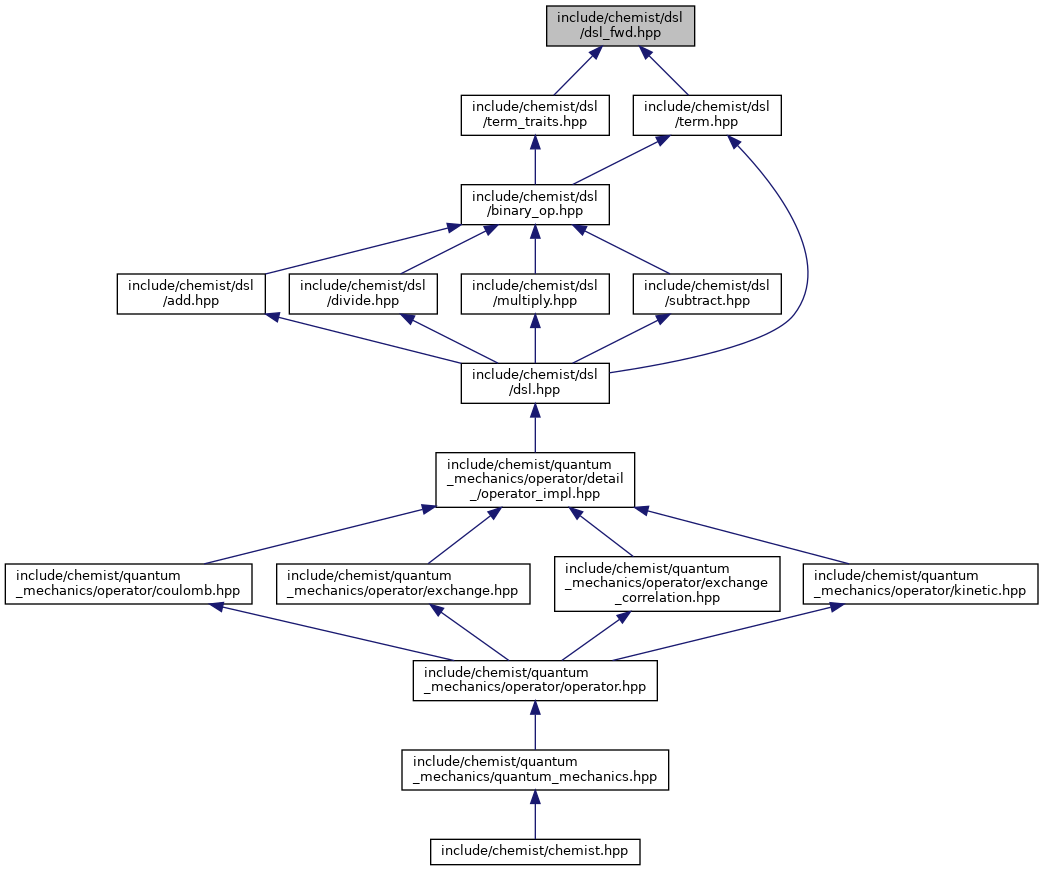 include/chemist/dsl
/dsl_fwd.hpp
include/chemist/dsl
/term_traits.hpp
include/chemist/dsl
/term.hpp
include/chemist/dsl
/binary_op.hpp
include/chemist/dsl
/add.hpp
include/chemist/dsl
/divide.hpp
include/chemist/dsl
/multiply.hpp
include/chemist/dsl
/subtract.hpp
include/chemist/dsl
/dsl.hpp
include/chemist/quantum
_mechanics/operator/detail
_/operator_impl.hpp
include/chemist/quantum
_mechanics/operator/coulomb.hpp
include/chemist/quantum
_mechanics/operator/exchange.hpp
include/chemist/quantum
_mechanics/operator/exchange
_correlation.hpp
include/chemist/quantum
_mechanics/operator/kinetic.hpp
include/chemist/quantum
_mechanics/operator/operator.hpp
include/chemist/quantum
_mechanics/quantum_mechanics.hpp
include/chemist/chemist.hpp